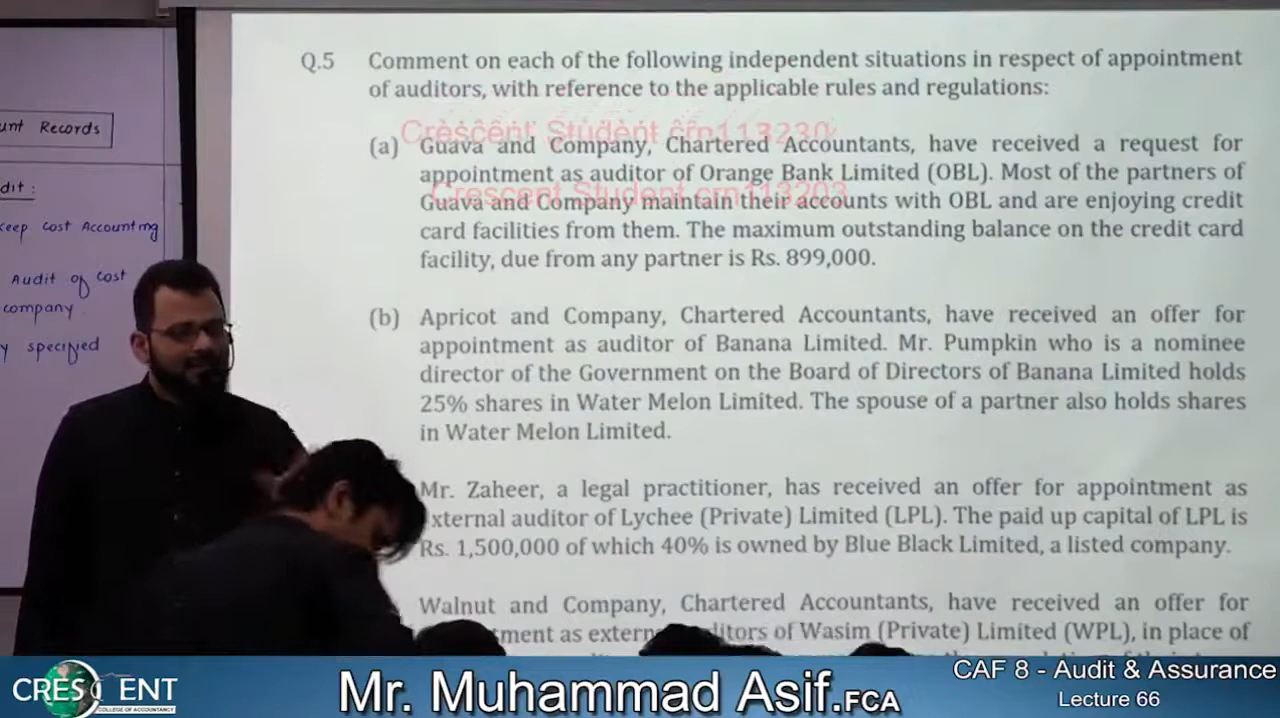 unt Records
dit :
keep cost Accounting
Audit of cost
company
y specified
Q.5 Comment on each of the following independent situations in respect of appointment
of auditors, with reference to the applicable rules and regulations:
Crescent Student crn113230
(a) Guava and Company, Chartered Accountants, have received a request for
appointment as auditor of Orange Bank Limited (OBL). Most of the partners of
Crescent Student crn113203
Guava and Company maintain their accounts with OBL and are enjoying credit
card facilities from them. The maximum outstanding balance on the credit card
facility, due from any partner is Rs. 899,000.
(b) Apricot and Company, Chartered Accountants, have received an offer for
appointment as auditor of Banana Limited. Mr. Pumpkin who is a nominee
director of the Government on the Board of Directors of Banana Limited holds
25% shares in Water Melon Limited. The spouse of a partner also holds shares
in Water Melon Limited.
Mr. Zaheer, a legal practitioner, has received an offer for appointment as
xternal auditor of Lychee (Private) Limited (LPL). The paid up capital of LPL is
Rs. 1,500,000 of which 40% is owned by Blue Black Limited, a listed company.
Walnut and Company, Chartered Accountants, have received an offer for
tment as extern ditors of Wasim (Private) Limited (WPL), in place of
CRESCENT
COLLEGE OF ACCOUNTANCY
Mr. Muhammad Asif.FCA
CAF 8 - Audit & Assurance
Lecture 66